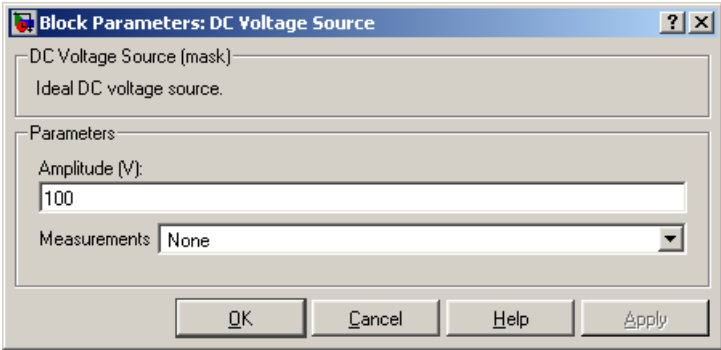 Block Parameters: DC Voltage Source
DC Voltage Source (mask)
Ideal DC voltage source.
Parameters
Amplitude (V):
100
Measurements None
OK Cancel Help Apply